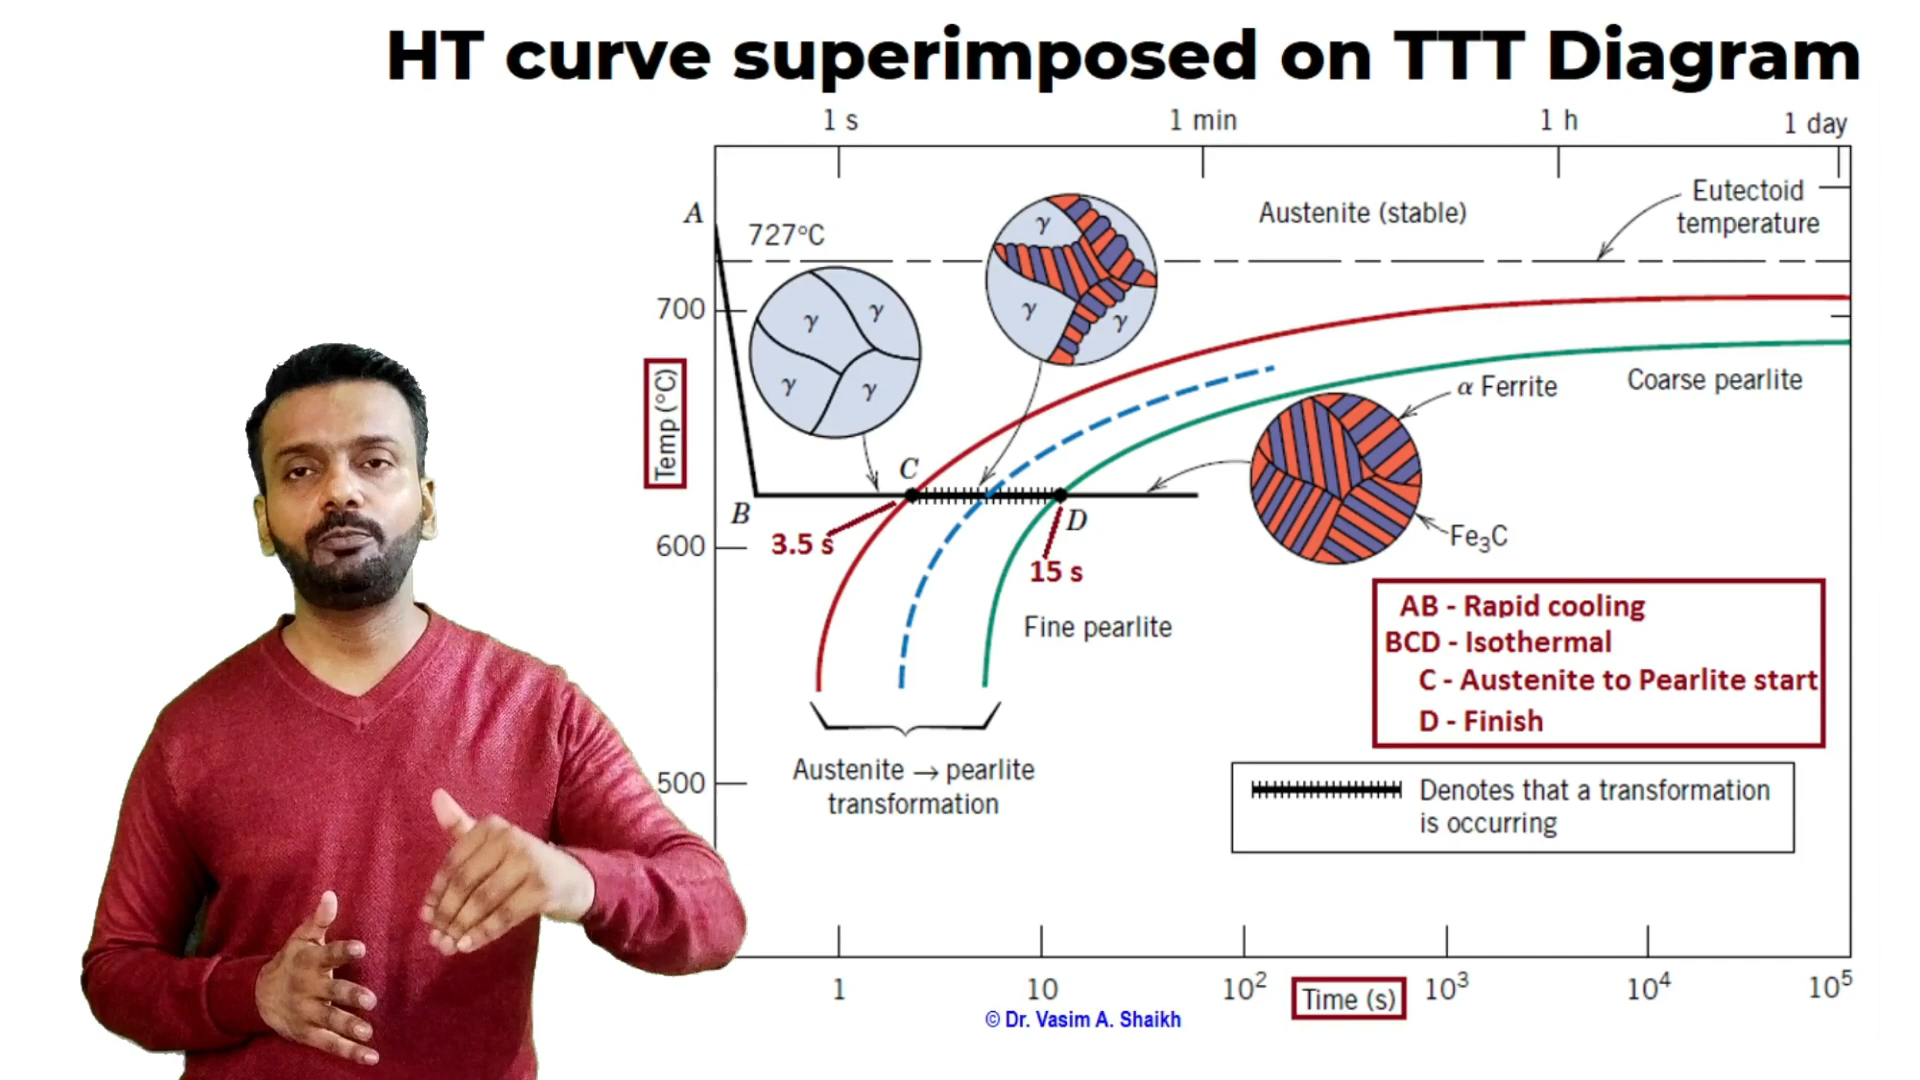 HT curve superimposed on TTT Diagram
1 s
1 min
1 h
1 day
A
727°C
Austenite (stable)
Eutectoid
temperature
γ
γ
γ
γ
γ
γ
γ
700
Temp (°C)
α Ferrite
Coarse pearlite
C
B
D
3.5 s
15 s
600
Fe₃C
Fine pearlite
AB - Rapid cooling
BCD - Isothermal
C - Austenite to Pearlite start
D - Finish
500
Austenite → pearlite
transformation
Denotes that a transformation
is occurring
1
10
10²
Time (s)
10³
10⁴
10⁵
© Dr. Vasim A. Shaikh